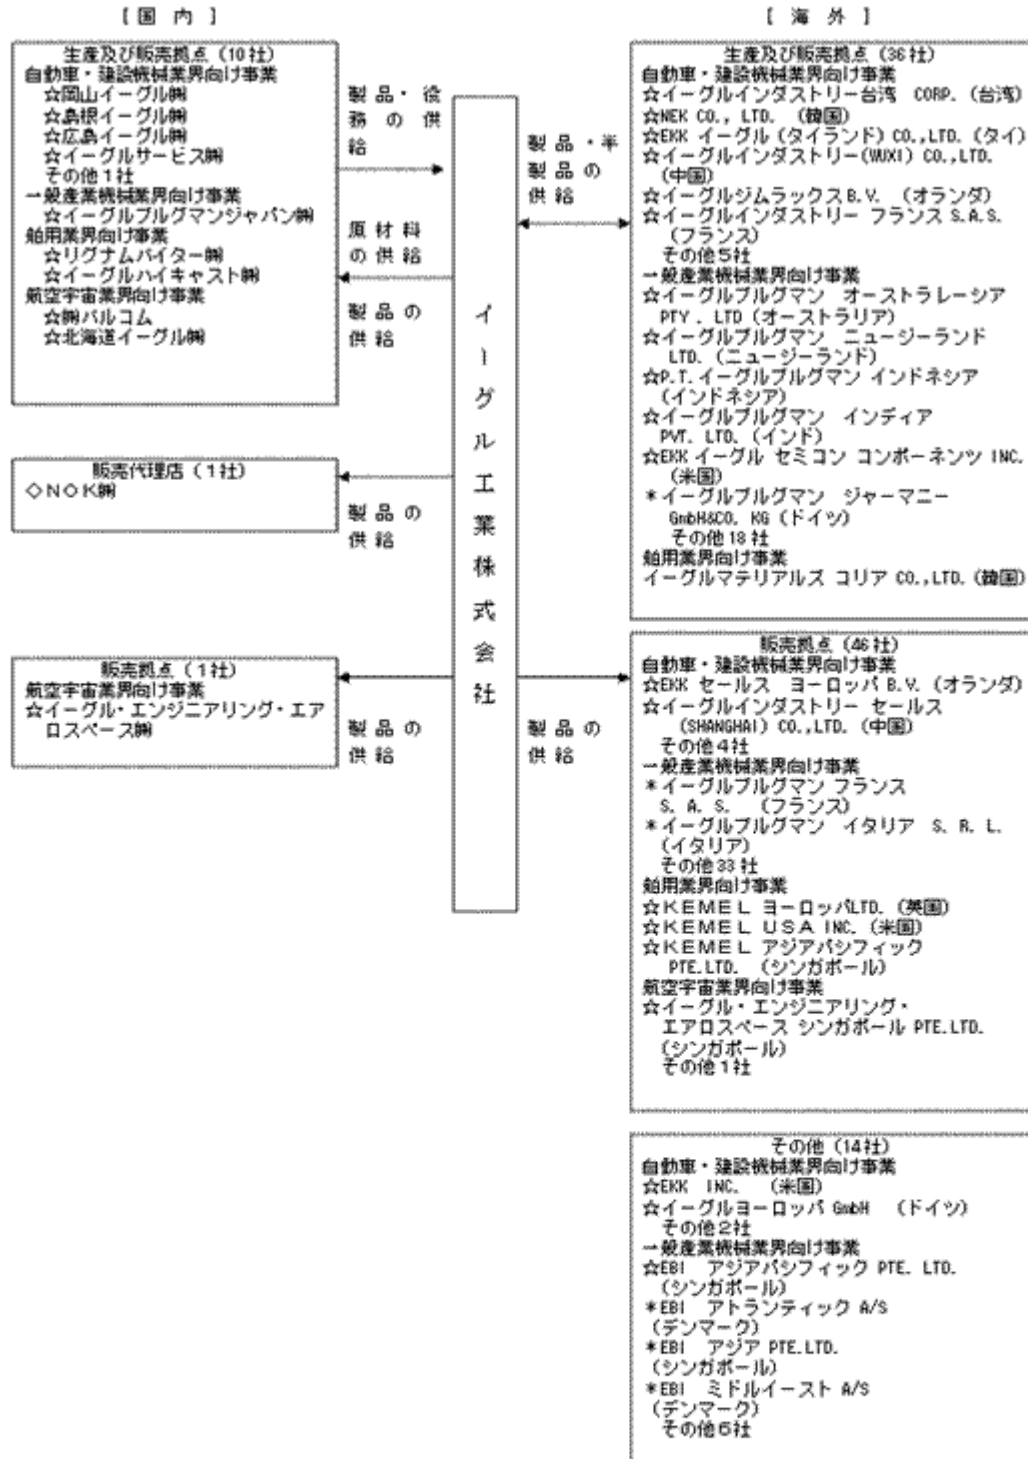 [国 内]
生産及び販売拠点（10社）
自動車・建設機械業界向け事業
☆岡山イーグル㈱
☆島根イーグル㈱
☆広島イーグル㈱
☆イーグルサービス㈱
その他1社
一般産業機械業界向け事業
☆イーグルブルグマンジャパン㈱
舶用業界向け事業
☆リグナムバイター㈱
☆イーグルハイキャスト㈱
航空宇宙業界向け事業
☆㈱バルコム
☆北海道イーグル㈱
販売代理店（1社）
◇NOK㈱
販売拠点（1社）
航空宇宙業界向け事業
☆イーグル・エンジニアリング・エア
ロスペース㈱
製品・役
務の供
給
原材料
の供給
製品の
供給
製品の
供給
製品の
供給
イーグル工業株式会社
製品・半
製品の
供給
製品の
供給
[海 外]
生産及び販売拠点（36社）
自動車・建設機械業界向け事業
☆イーグルインダストリー台湾 CORP.（台湾）
☆NEK CO., LTD. （韓国）
☆EKK イーグル（タイランド）CO.,LTD.（タイ）
☆イーグルインダストリー(WUXI) CO.,LTD.
（中国）
☆イーグルジムラックスB.V. （オランダ）
☆イーグルインダストリー フランス S.A.S.
（フランス）
その他5社
一般産業機械業界向け事業
☆イーグルブルグマン オーストラレーシア
PTY . LTD（オーストラリア）
☆イーグルブルグマン ニュージーランド
LTD.（ニュージーランド）
☆P.T.イーグルブルグマン インドネシア
（インドネシア）
☆イーグルブルグマン インディア
PVT. LTD.（インド）
☆EKK イーグル セミコン コンポーネンツ INC.
（米国）
＊イーグルブルグマン ジャーマニー
GmbH&CO. KG（ドイツ）
その他18社
舶用業界向け事業
イーグルマテリアルズ コリア CO.,LTD.（韓国）
販売拠点（46社）
自動車・建設機械業界向け事業
☆EKK セールス ヨーロッパ B.V.（オランダ）
☆イーグルインダストリー セールス
(SHANGHAI) CO.,LTD.（中国）
その他4社
一般産業機械業界向け事業
＊イーグルブルグマン フランス
S. A. S. （フランス）
＊イーグルブルグマン イタリア S. R. L.
（イタリア）
その他33社
舶用業界向け事業
☆KEMEL ヨーロッパLTD.（英国）
☆KEMEL USA INC.（米国）
☆KEMEL アジアパシフィック
PTE.LTD. （シンガポール）
航空宇宙業界向け事業
☆イーグル・エンジニアリング・
エアロスペース シンガポール PTE.LTD.
（シンガポール）
その他1社
その他（14社）
自動車・建設機械業界向け事業
☆EKK INC. （米国）
☆イーグルヨーロッパ GmbH （ドイツ）
その他2社
一般産業機械業界向け事業
☆EBI アジアパシフィック PTE. LTD.
（シンガポール）
＊EBI アトランティック A/S
（デンマーク）
＊EBI アジア PTE.LTD.
（シンガポール）
＊EBI ミドルイースト A/S
（デンマーク）
その他6社